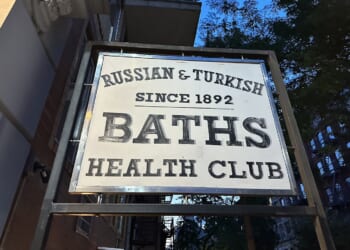 RUSSIAN & TURKISH
SINCE 1892
BATHS
HEALTH CLUB